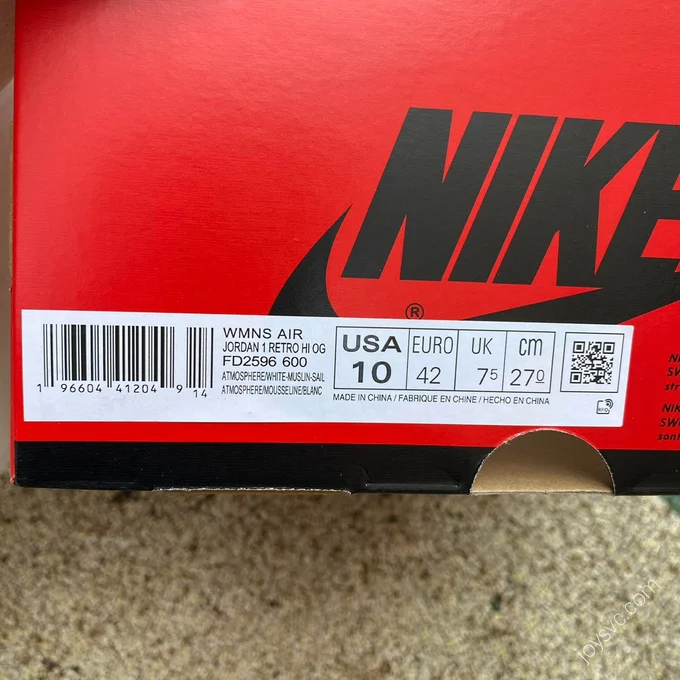 NIKE
®
WMNS AIR
JORDAN 1 RETRO HI OG
FD2596 600
ATMOSPHERE/WHITE-MUSLIN-SAIL
ATMOSPHERE/MOUSSELINE/BLANC
1 96604 41204 9 14
USA 10
EURO 42
UK 7.5
cm 27.0
MADE IN CHINA / FABRIQUE EN CHINE / HECHO EN CHINA
RFID
joysvc.com